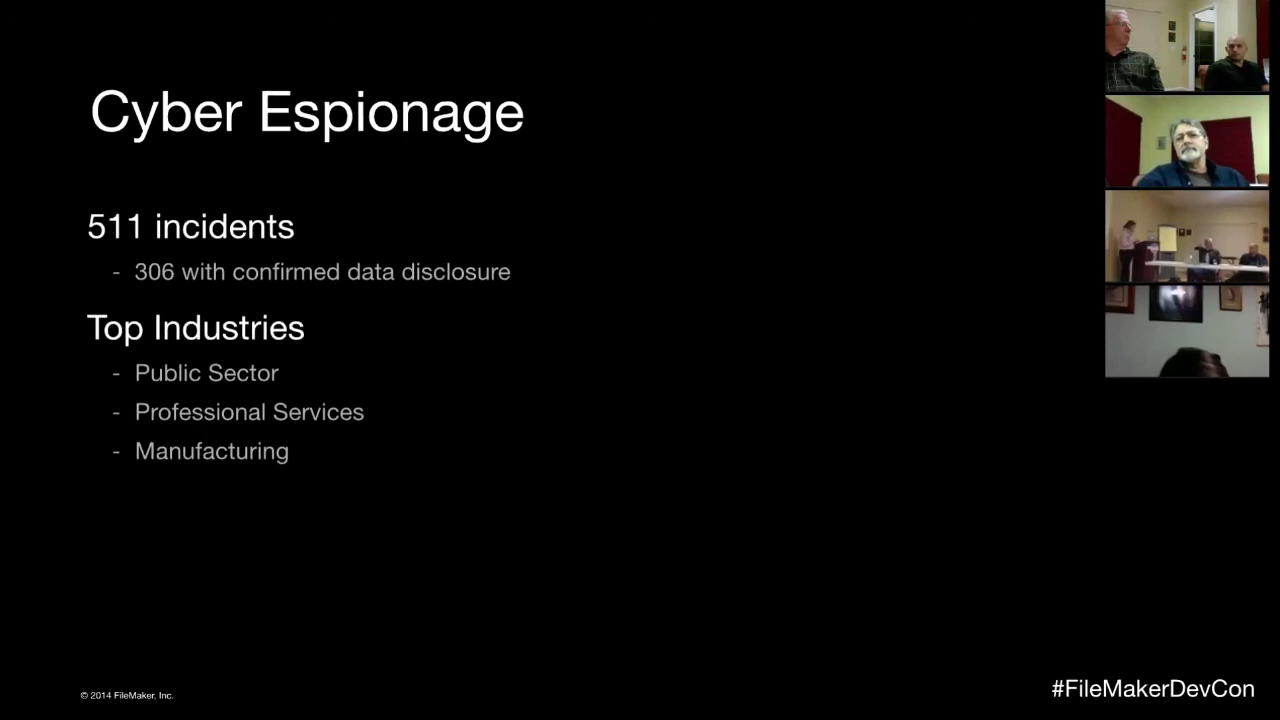 Cyber Espionage
511 incidents
- 306 with confirmed data disclosure
Top Industries
- Public Sector
- Professional Services
- Manufacturing
© 2014 FileMaker, Inc.
#FileMakerDevCon